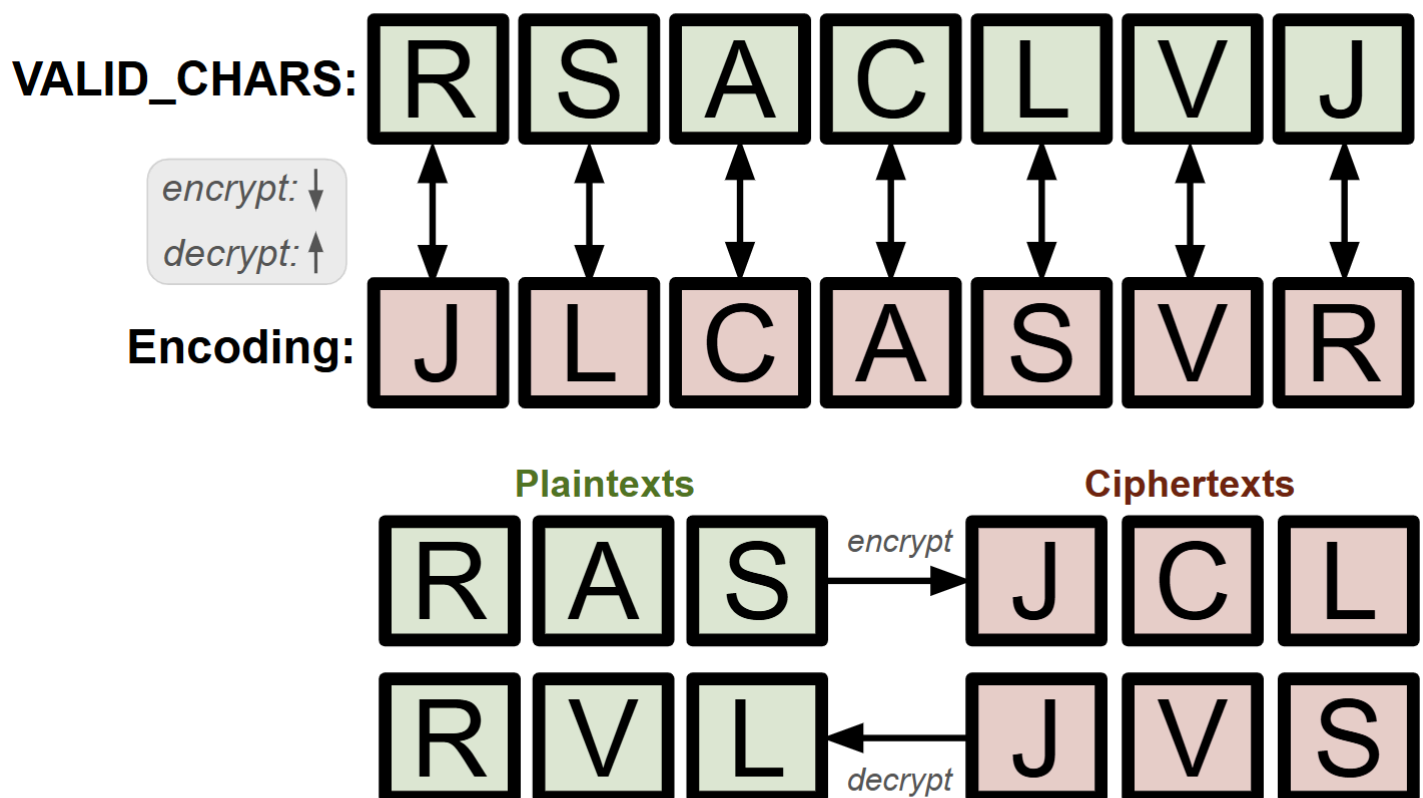 VALID_CHARS: R S A C L V J
encrypt: ↓
decrypt: ↑
Encoding: J L C A S V R
Plaintexts Ciphertexts
R A S encrypt J C L
R V L decrypt J V S